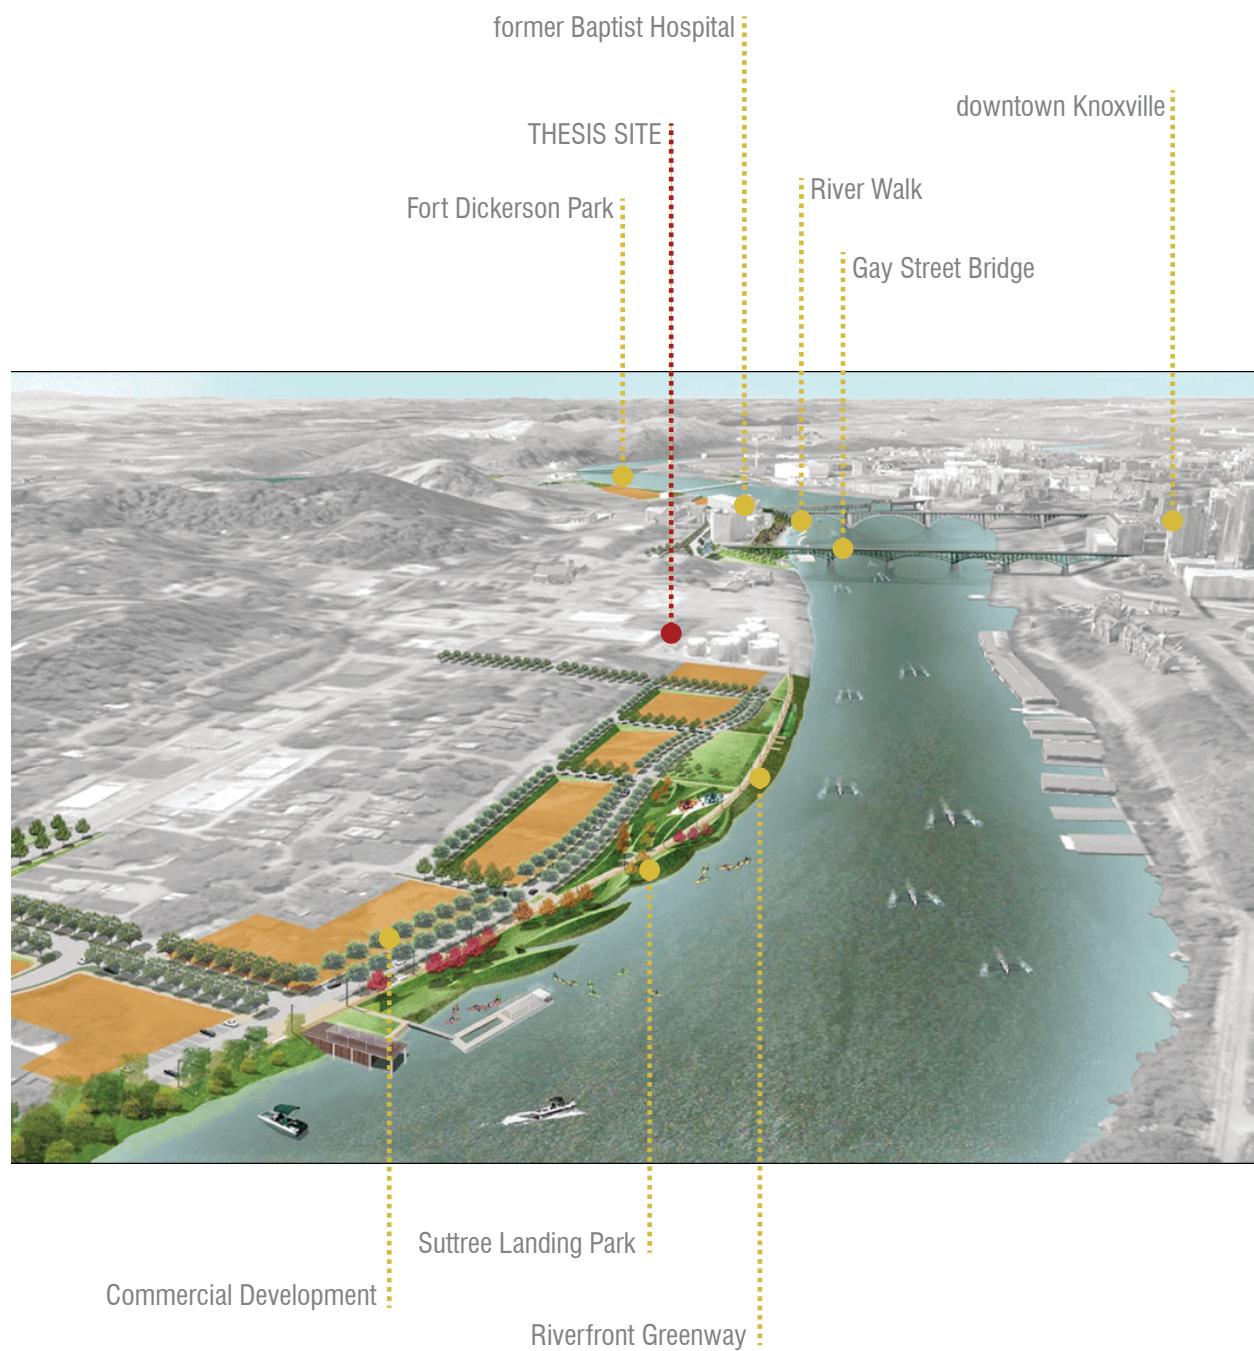 former Baptist Hospital
downtown Knoxville
THESIS SITE
River Walk
Fort Dickerson Park
Gay Street Bridge
Suttree Landing Park
Commercial Development
Riverfront Greenway